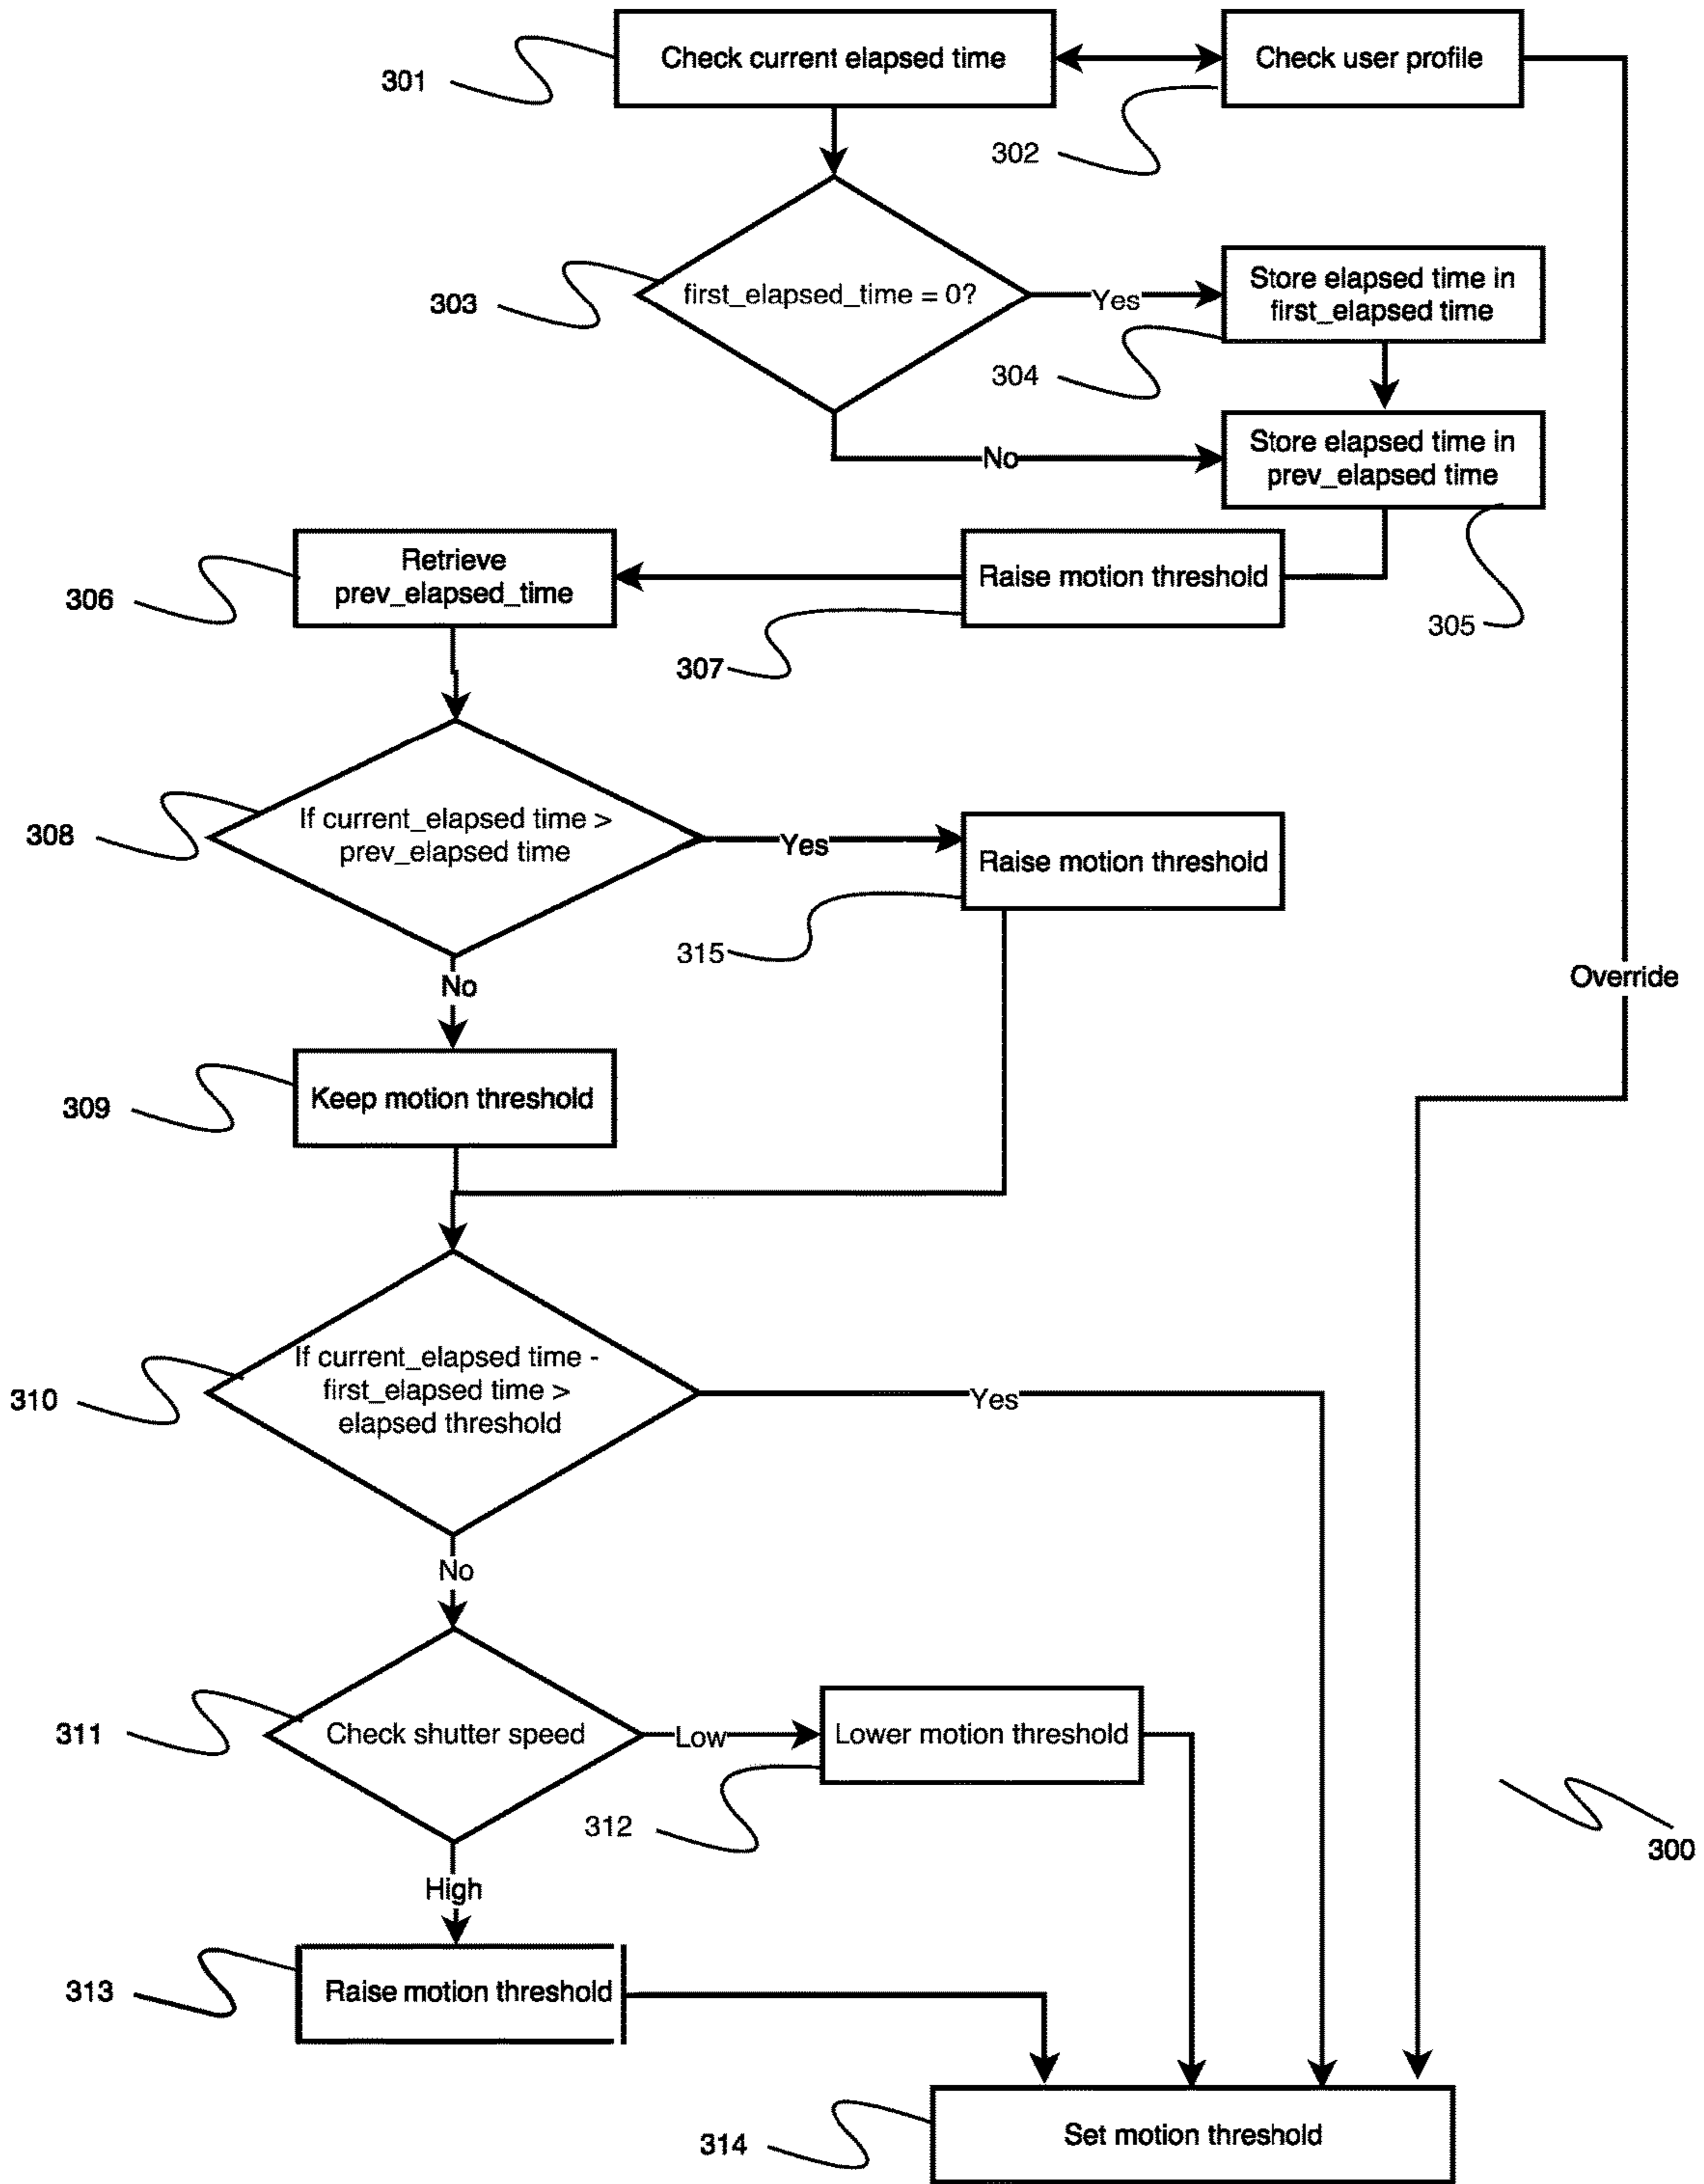 Check current elapsed time
Check user profile
301
302
first_elapsed_time = 0?
Yes
Store elapsed time in
first_elapsed time
303
304
No
Store elapsed time in
prev_elapsed time
Retrieve
prev_elapsed_time
Raise motion threshold
306
305
307
If current_elapsed time >
prev_elapsed time
308
Yes
Raise motion threshold
315
No
Override
Keep motion threshold
309
If current_elapsed time -
first_elapsed time >
elapsed threshold
310
Yes
No
311
Check shutter speed
Low
Lower motion threshold
312
300
High
313
Raise motion threshold
Set motion threshold
314